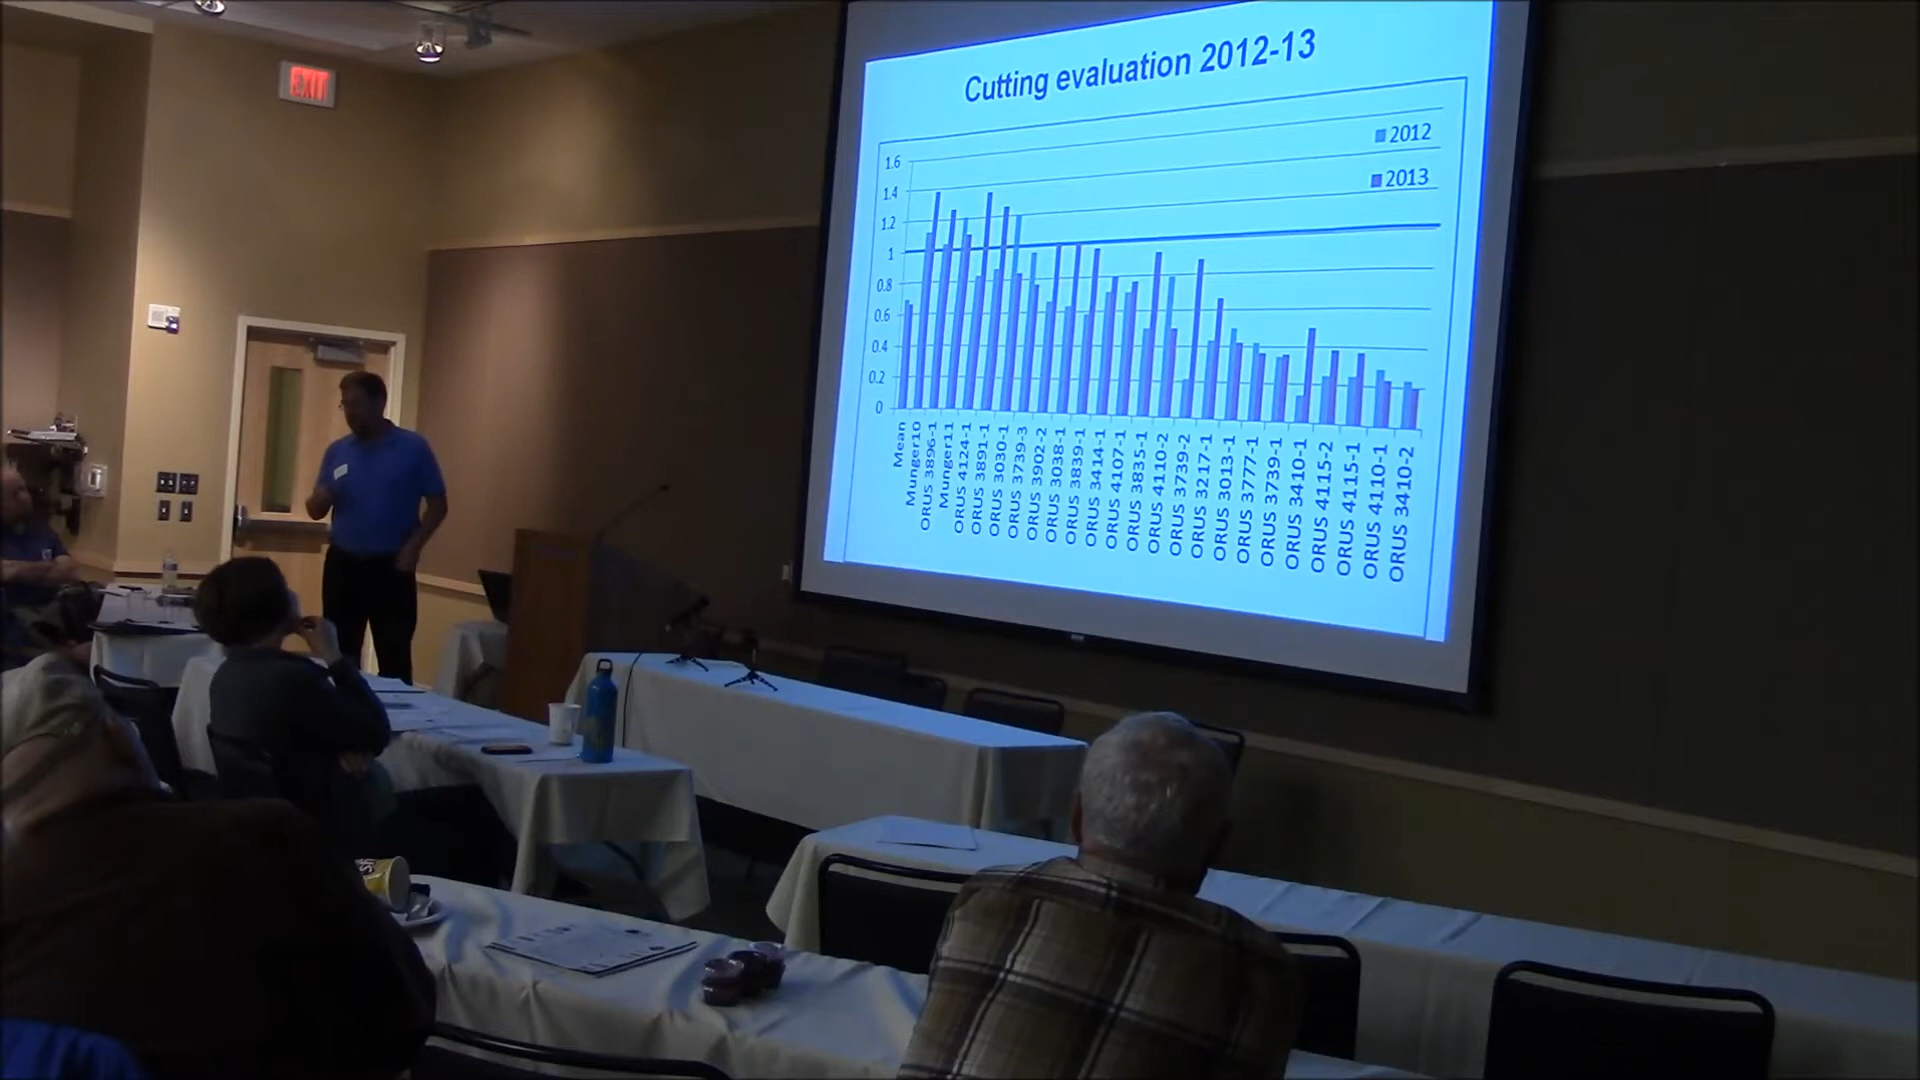 EXIT
Cutting evaluation 2012-13
2012
2013
1.6
1.4
1.2
1
0.8
0.6
0.4
0.2
0
Mean
Munger10
ORUS 3896-1
Munger11
ORUS 4124-1
ORUS 3891-1
ORUS 3030-1
ORUS 3739-3
ORUS 3902-2
ORUS 3038-1
ORUS 3839-1
ORUS 3414-1
ORUS 4107-1
ORUS 3835-1
ORUS 4110-2
ORUS 3739-2
ORUS 3217-1
ORUS 3013-1
ORUS 3777-1
ORUS 3739-1
ORUS 3410-1
ORUS 4115-2
ORUS 4115-1
ORUS 4110-1
ORUS 3410-2